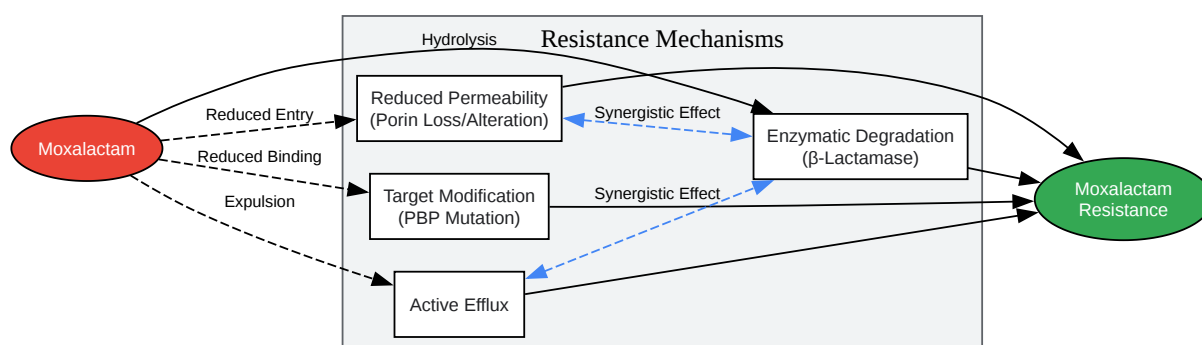 Resistance Mechanisms
Hydrolysis
Moxalactam
Reduced Entry
Reduced Binding
Expulsion
Reduced Permeability
(Porin Loss/Alteration)
Synergistic Effect
Enzymatic Degradation
(β-Lactamase)
Target Modification
(PBP Mutation)
Synergistic Effect
Active Efflux
Moxalactam
Resistance